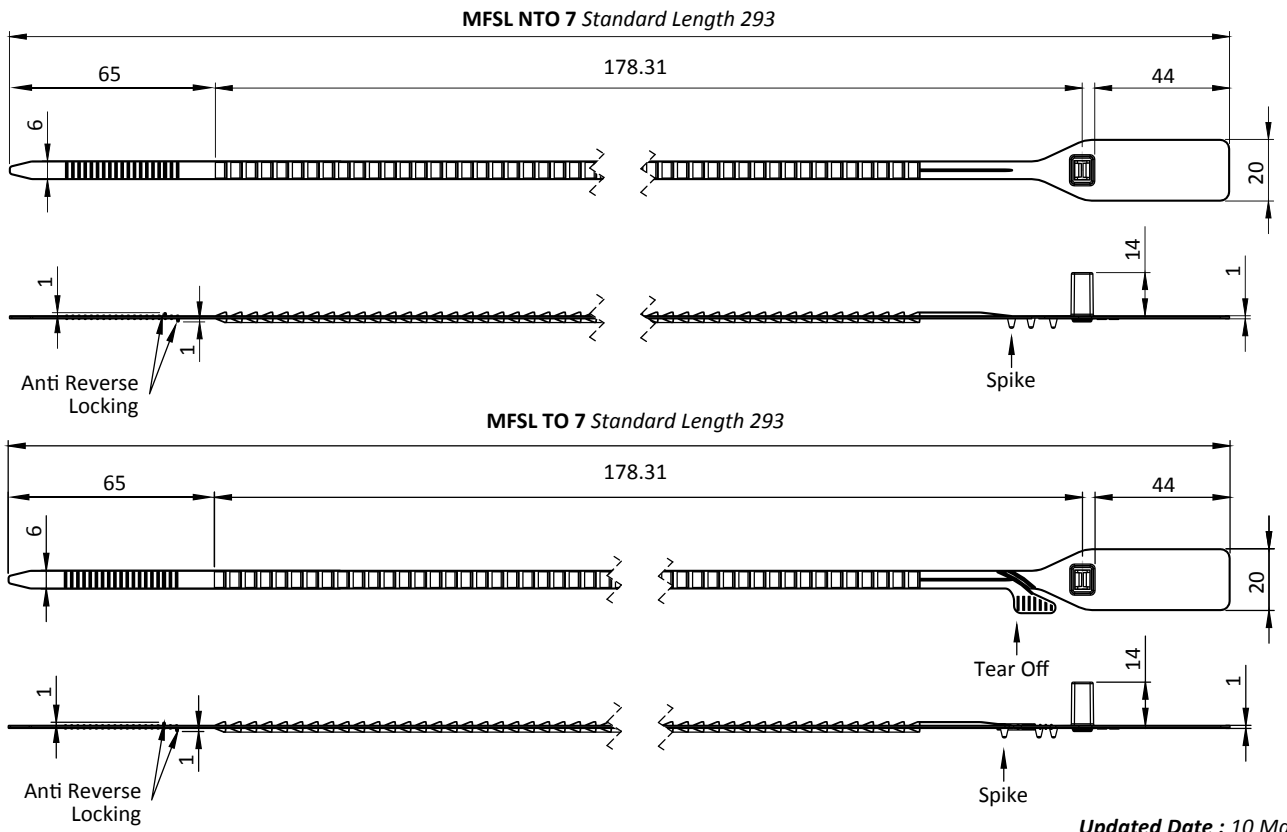 MFSL NTO 7 Standard Length 293
65
178.31
44
6
20
1
1
14
1
Anti Reverse
Locking
Spike
MFSL TO 7 Standard Length 293
65
178.31
44
6
20
Tear Off
1
1
14
1
Anti Reverse
Locking
Spike
Updated Date : 10